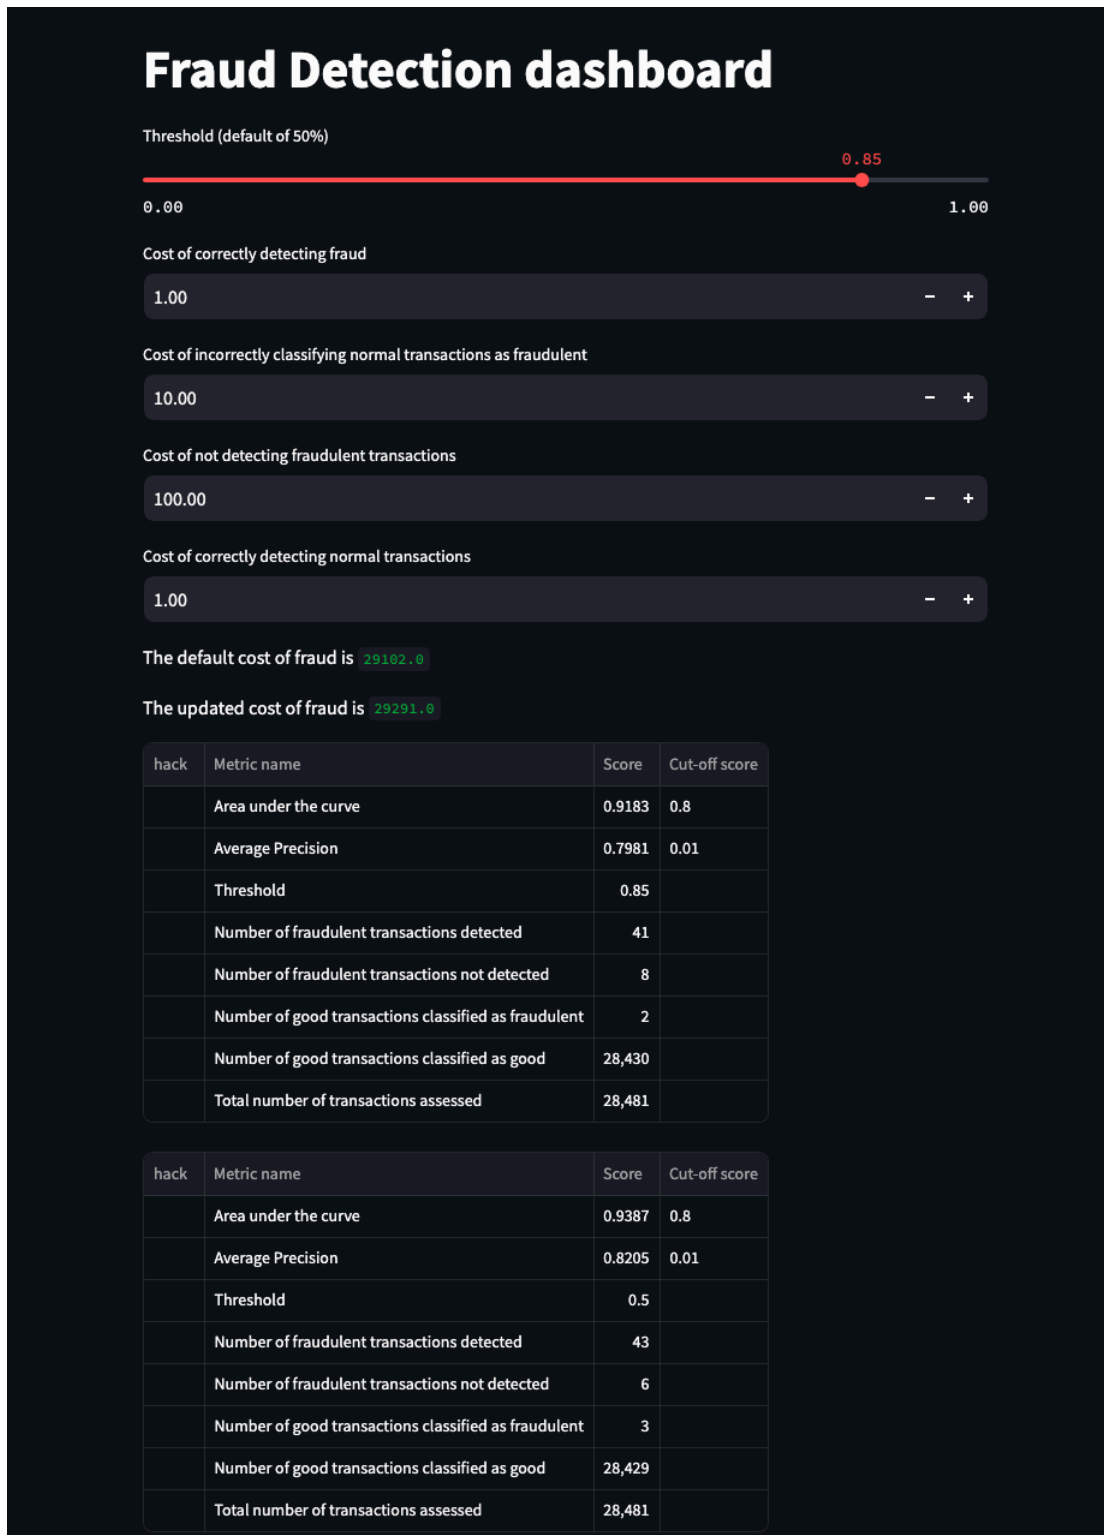 Fraud Detection dashboard
Threshold (default of 50%)
0.85
0.00 1.00
Cost of correctly detecting fraud
1.00 − +
Cost of incorrectly classifying normal transactions as fraudulent
10.00 − +
Cost of not detecting fraudulent transactions
100.00 − +
Cost of correctly detecting normal transactions
1.00 − +
The default cost of fraud is 29102.0
The updated cost of fraud is 29291.0
hack Metric name Score Cut-off score
Area under the curve 0.9183 0.8
Average Precision 0.7981 0.01
Threshold 0.85
Number of fraudulent transactions detected 41
Number of fraudulent transactions not detected 8
Number of good transactions classified as fraudulent 2
Number of good transactions classified as good 28,430
Total number of transactions assessed 28,481
hack Metric name Score Cut-off score
Area under the curve 0.9387 0.8
Average Precision 0.8205 0.01
Threshold 0.5
Number of fraudulent transactions detected 43
Number of fraudulent transactions not detected 6
Number of good transactions classified as fraudulent 3
Number of good transactions classified as good 28,429
Total number of transactions assessed 28,481